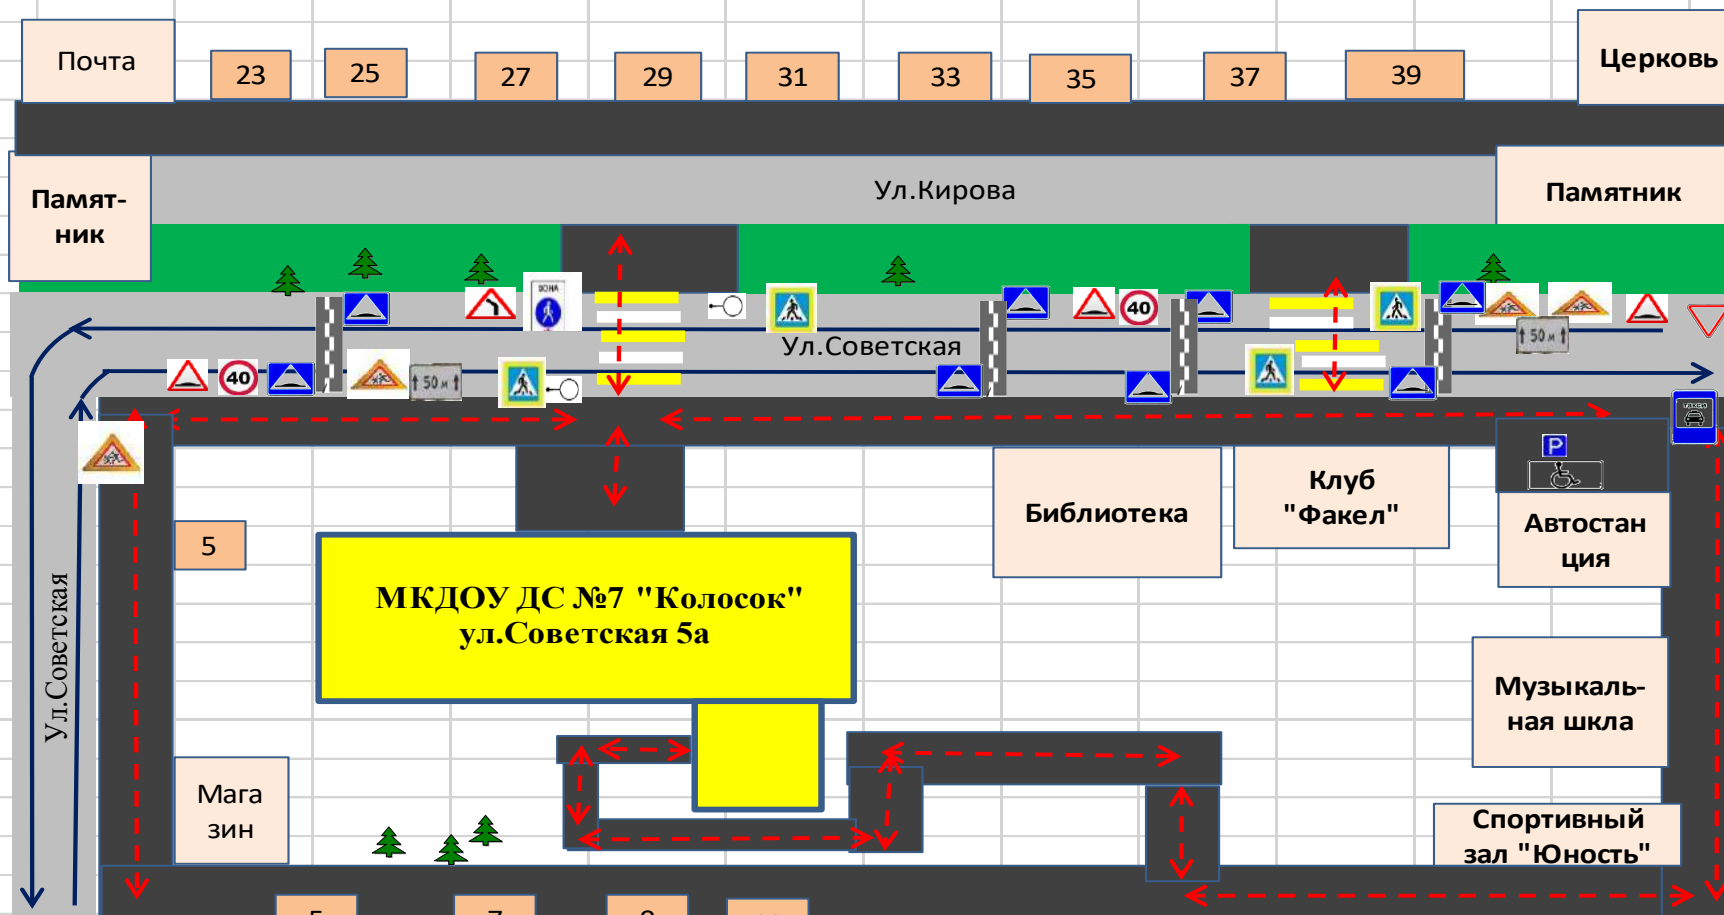 Почта
23
25
27
29
31
33
35
37
39
Церковь
Памят-
ник
Ул.Кирова
Памятник
ЗОНА
40
50 м
Ул.Советская
40
50 м
ТАКСИ
P
5
Библиотека
Клуб
"Факел"
Автостан
ция
МКДОУ ДС №7 "Колосок"
ул.Советская 5а
Ул.Советская
Музыкаль-
ная шкла
Мага
зин
Спортивный
зал "Юность"